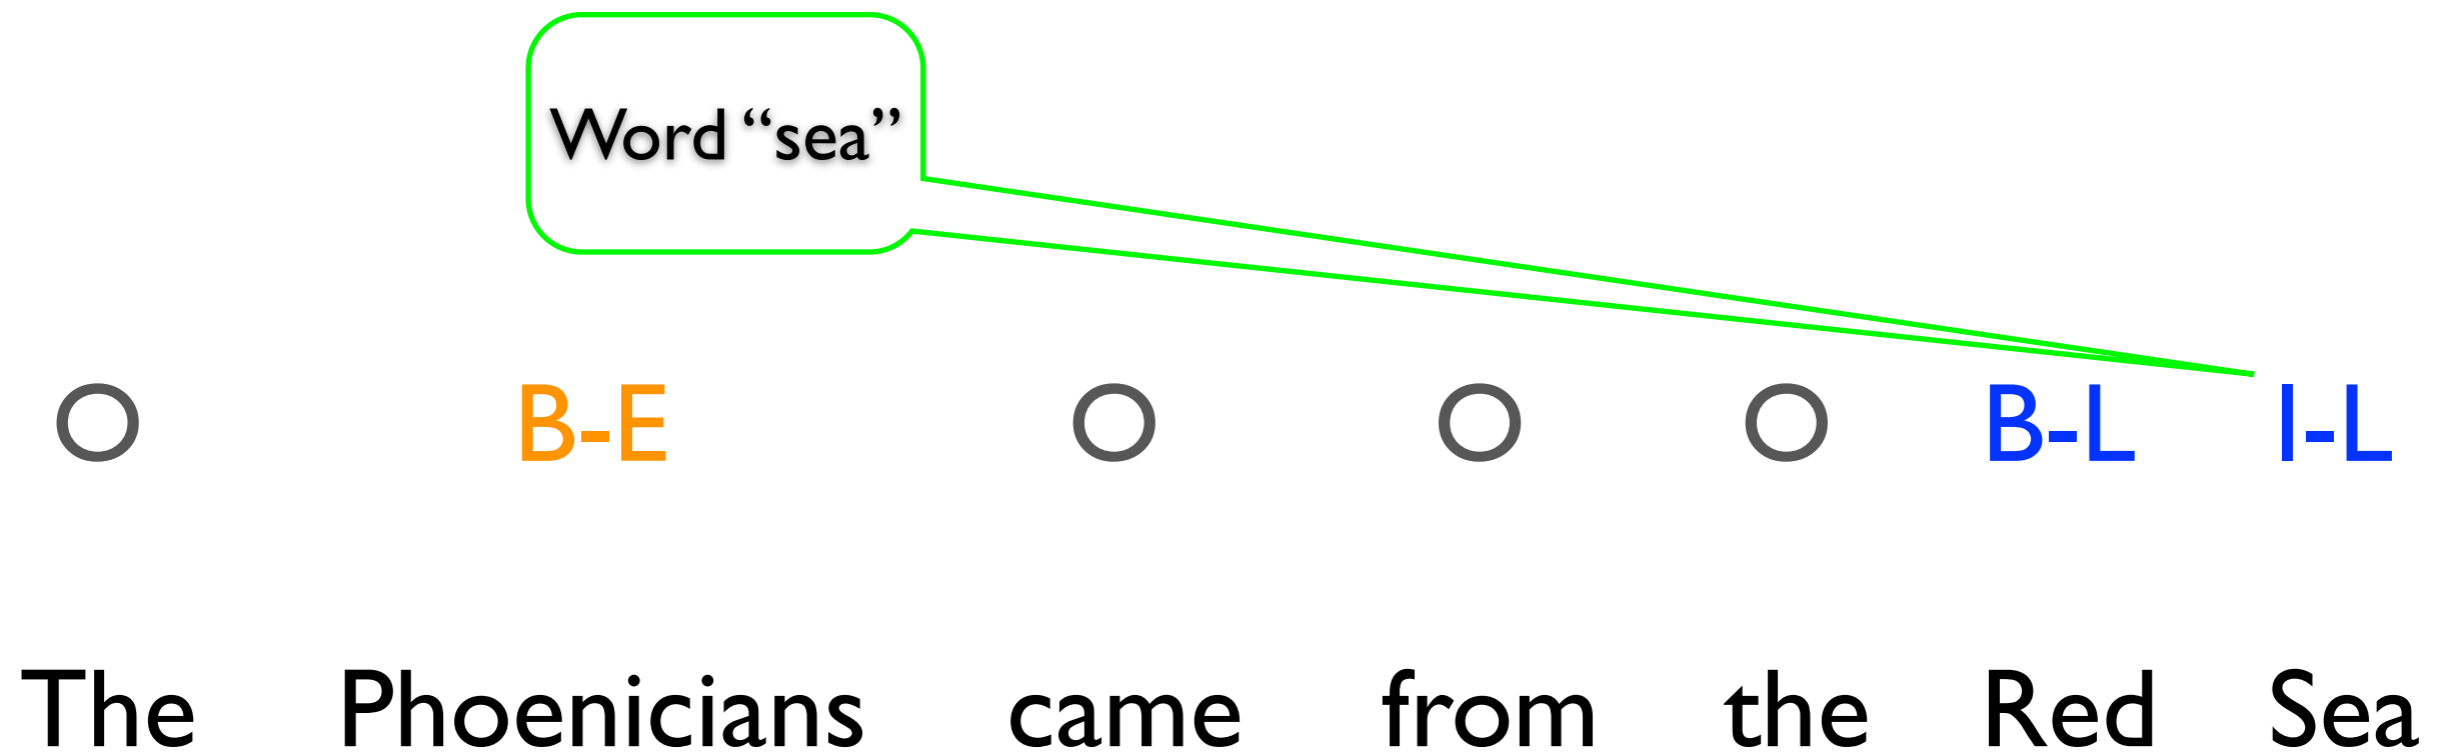 Word “sea”
O B-E O O O B-L I-L
The Phoenicians came from the Red Sea